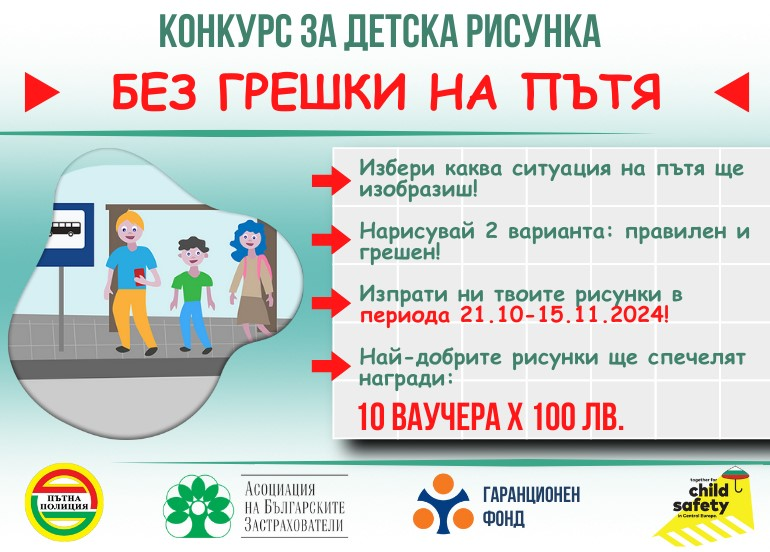 КОНКУРС ЗА ДЕТСКА РИСУНКА
БЕЗ ГРЕШКИ НА ПЪТЯ
Избери каква ситуация на пътя ще
изобразиш!
Нарисувай 2 варианта: правилен и
грешен!
Изпрати ни твоите рисунки в
периода 21.10-15.11.2024!
Най-добрите рисунки ще спечелят
награди:
10 ВАУЧЕРА X 100 ЛВ.
ПЪТНА
ПОЛИЦИЯ
АСОЦИАЦИЯ
НА БЪЛГАРСКИТЕ
ЗАСТРАХОВАТЕЛИ
ГАРАНЦИОНЕН
ФОНД
together for
child
safety
in Central Europe.